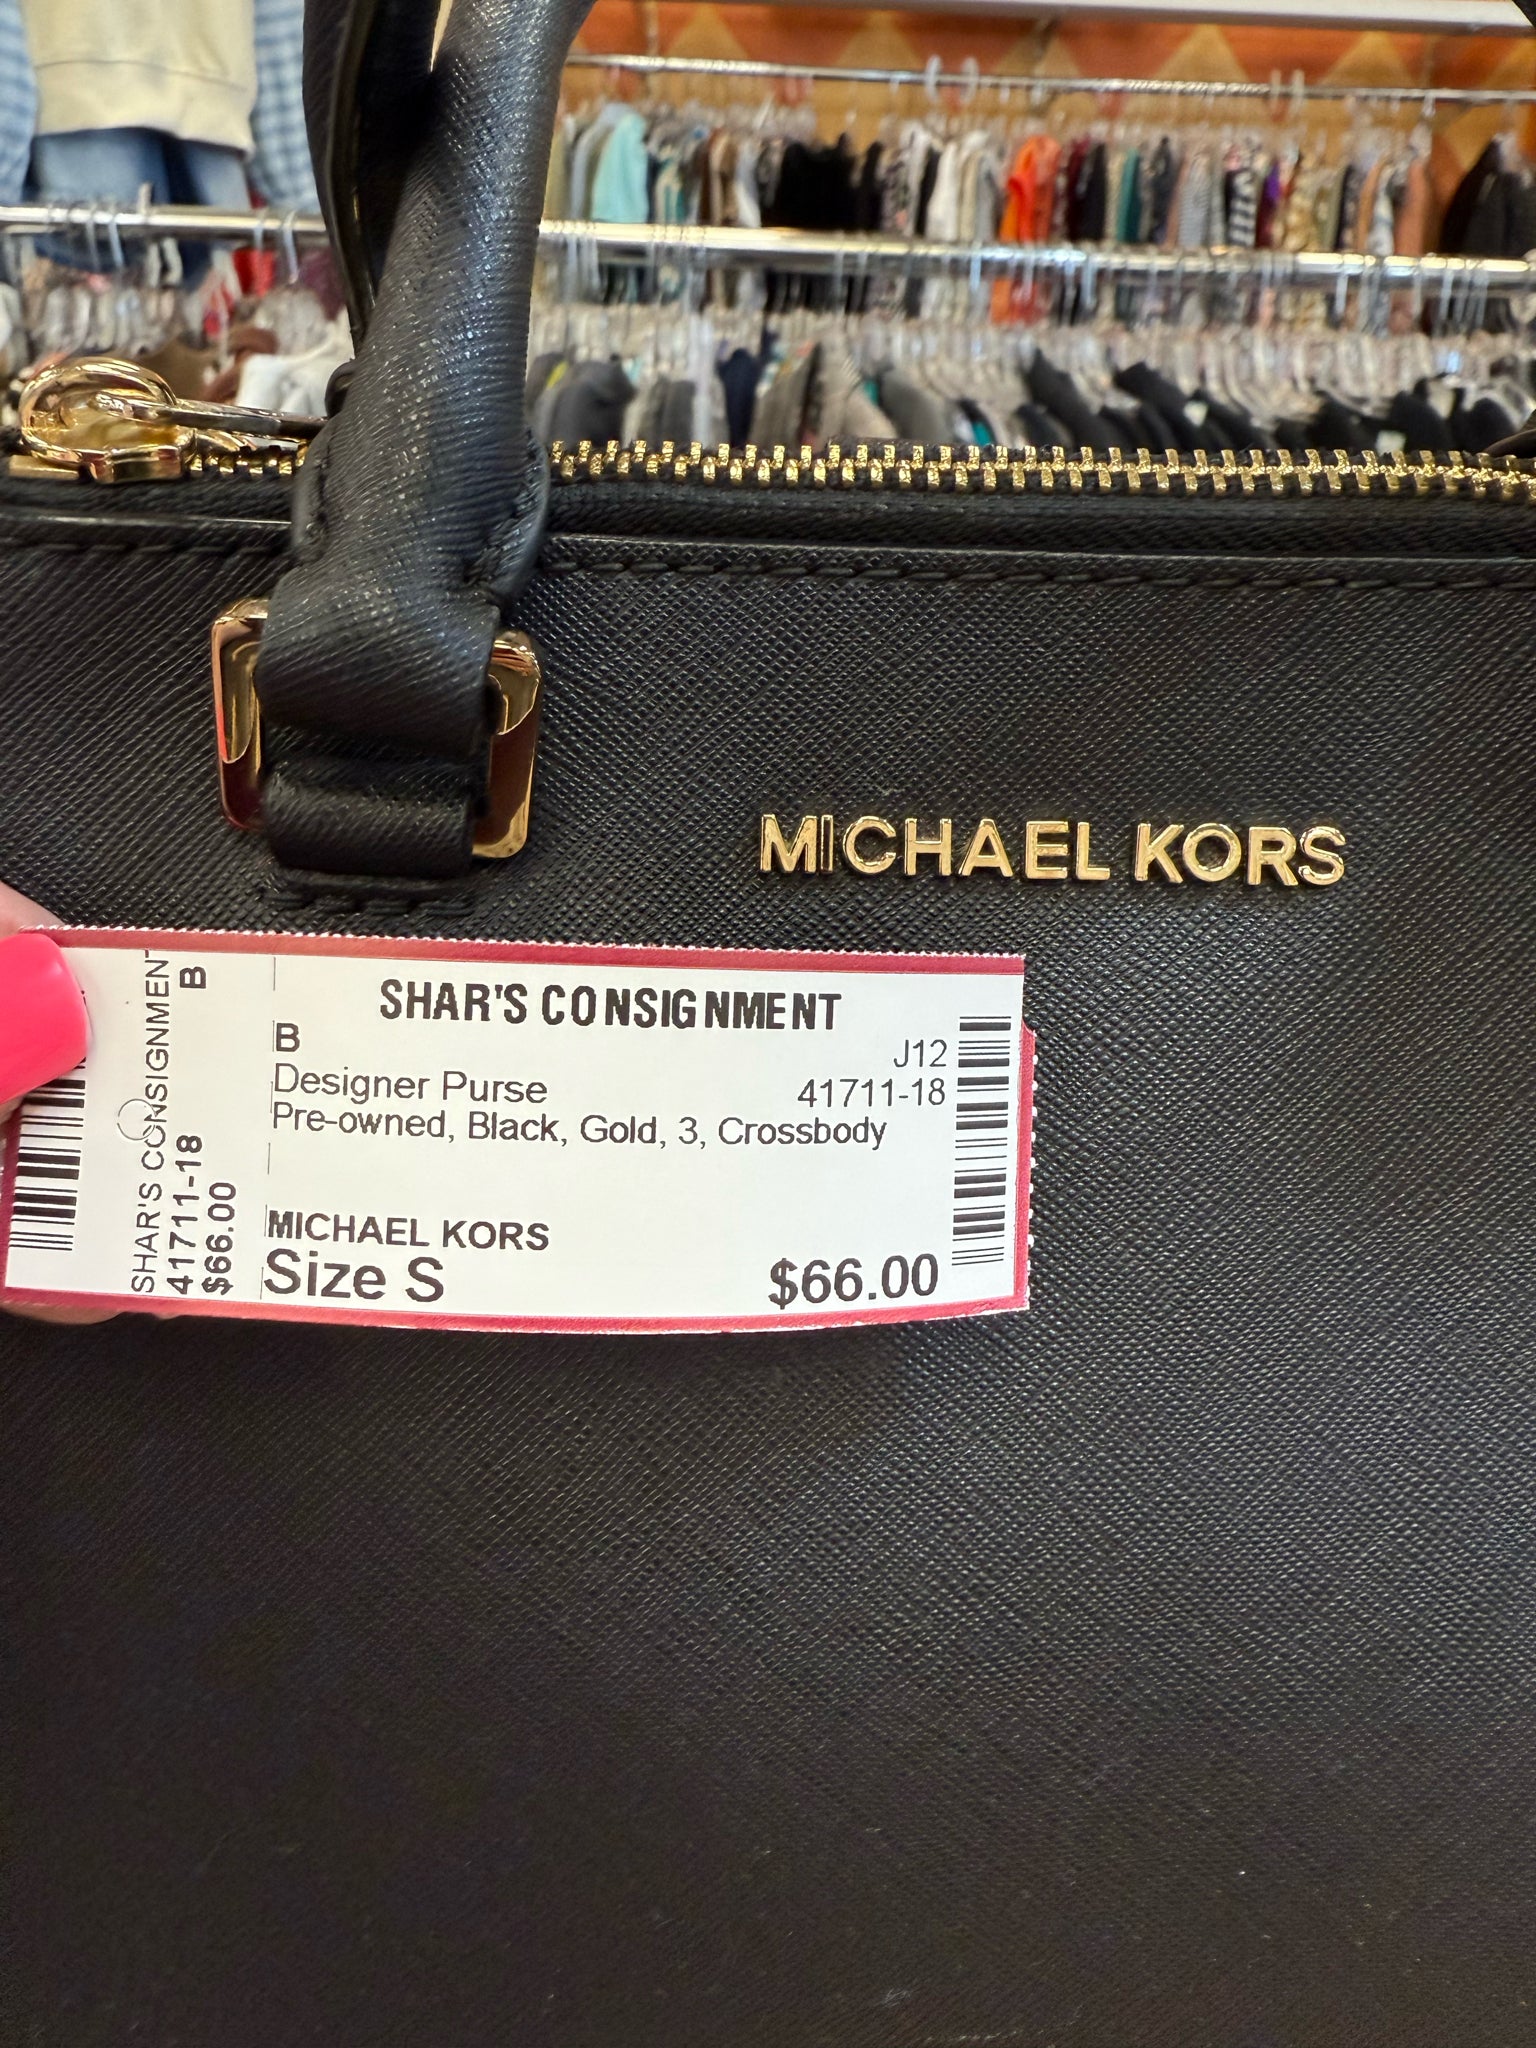 MICHAEL KORS
SHAR'S CONSIGNMENT
B
J12
Designer Purse
41711-18
Pre-owned, Black, Gold, 3, Crossbody
MICHAEL KORS
Size S
$66.00
SHAR'S CONSIGNMENT
B
41711-18
$66.00